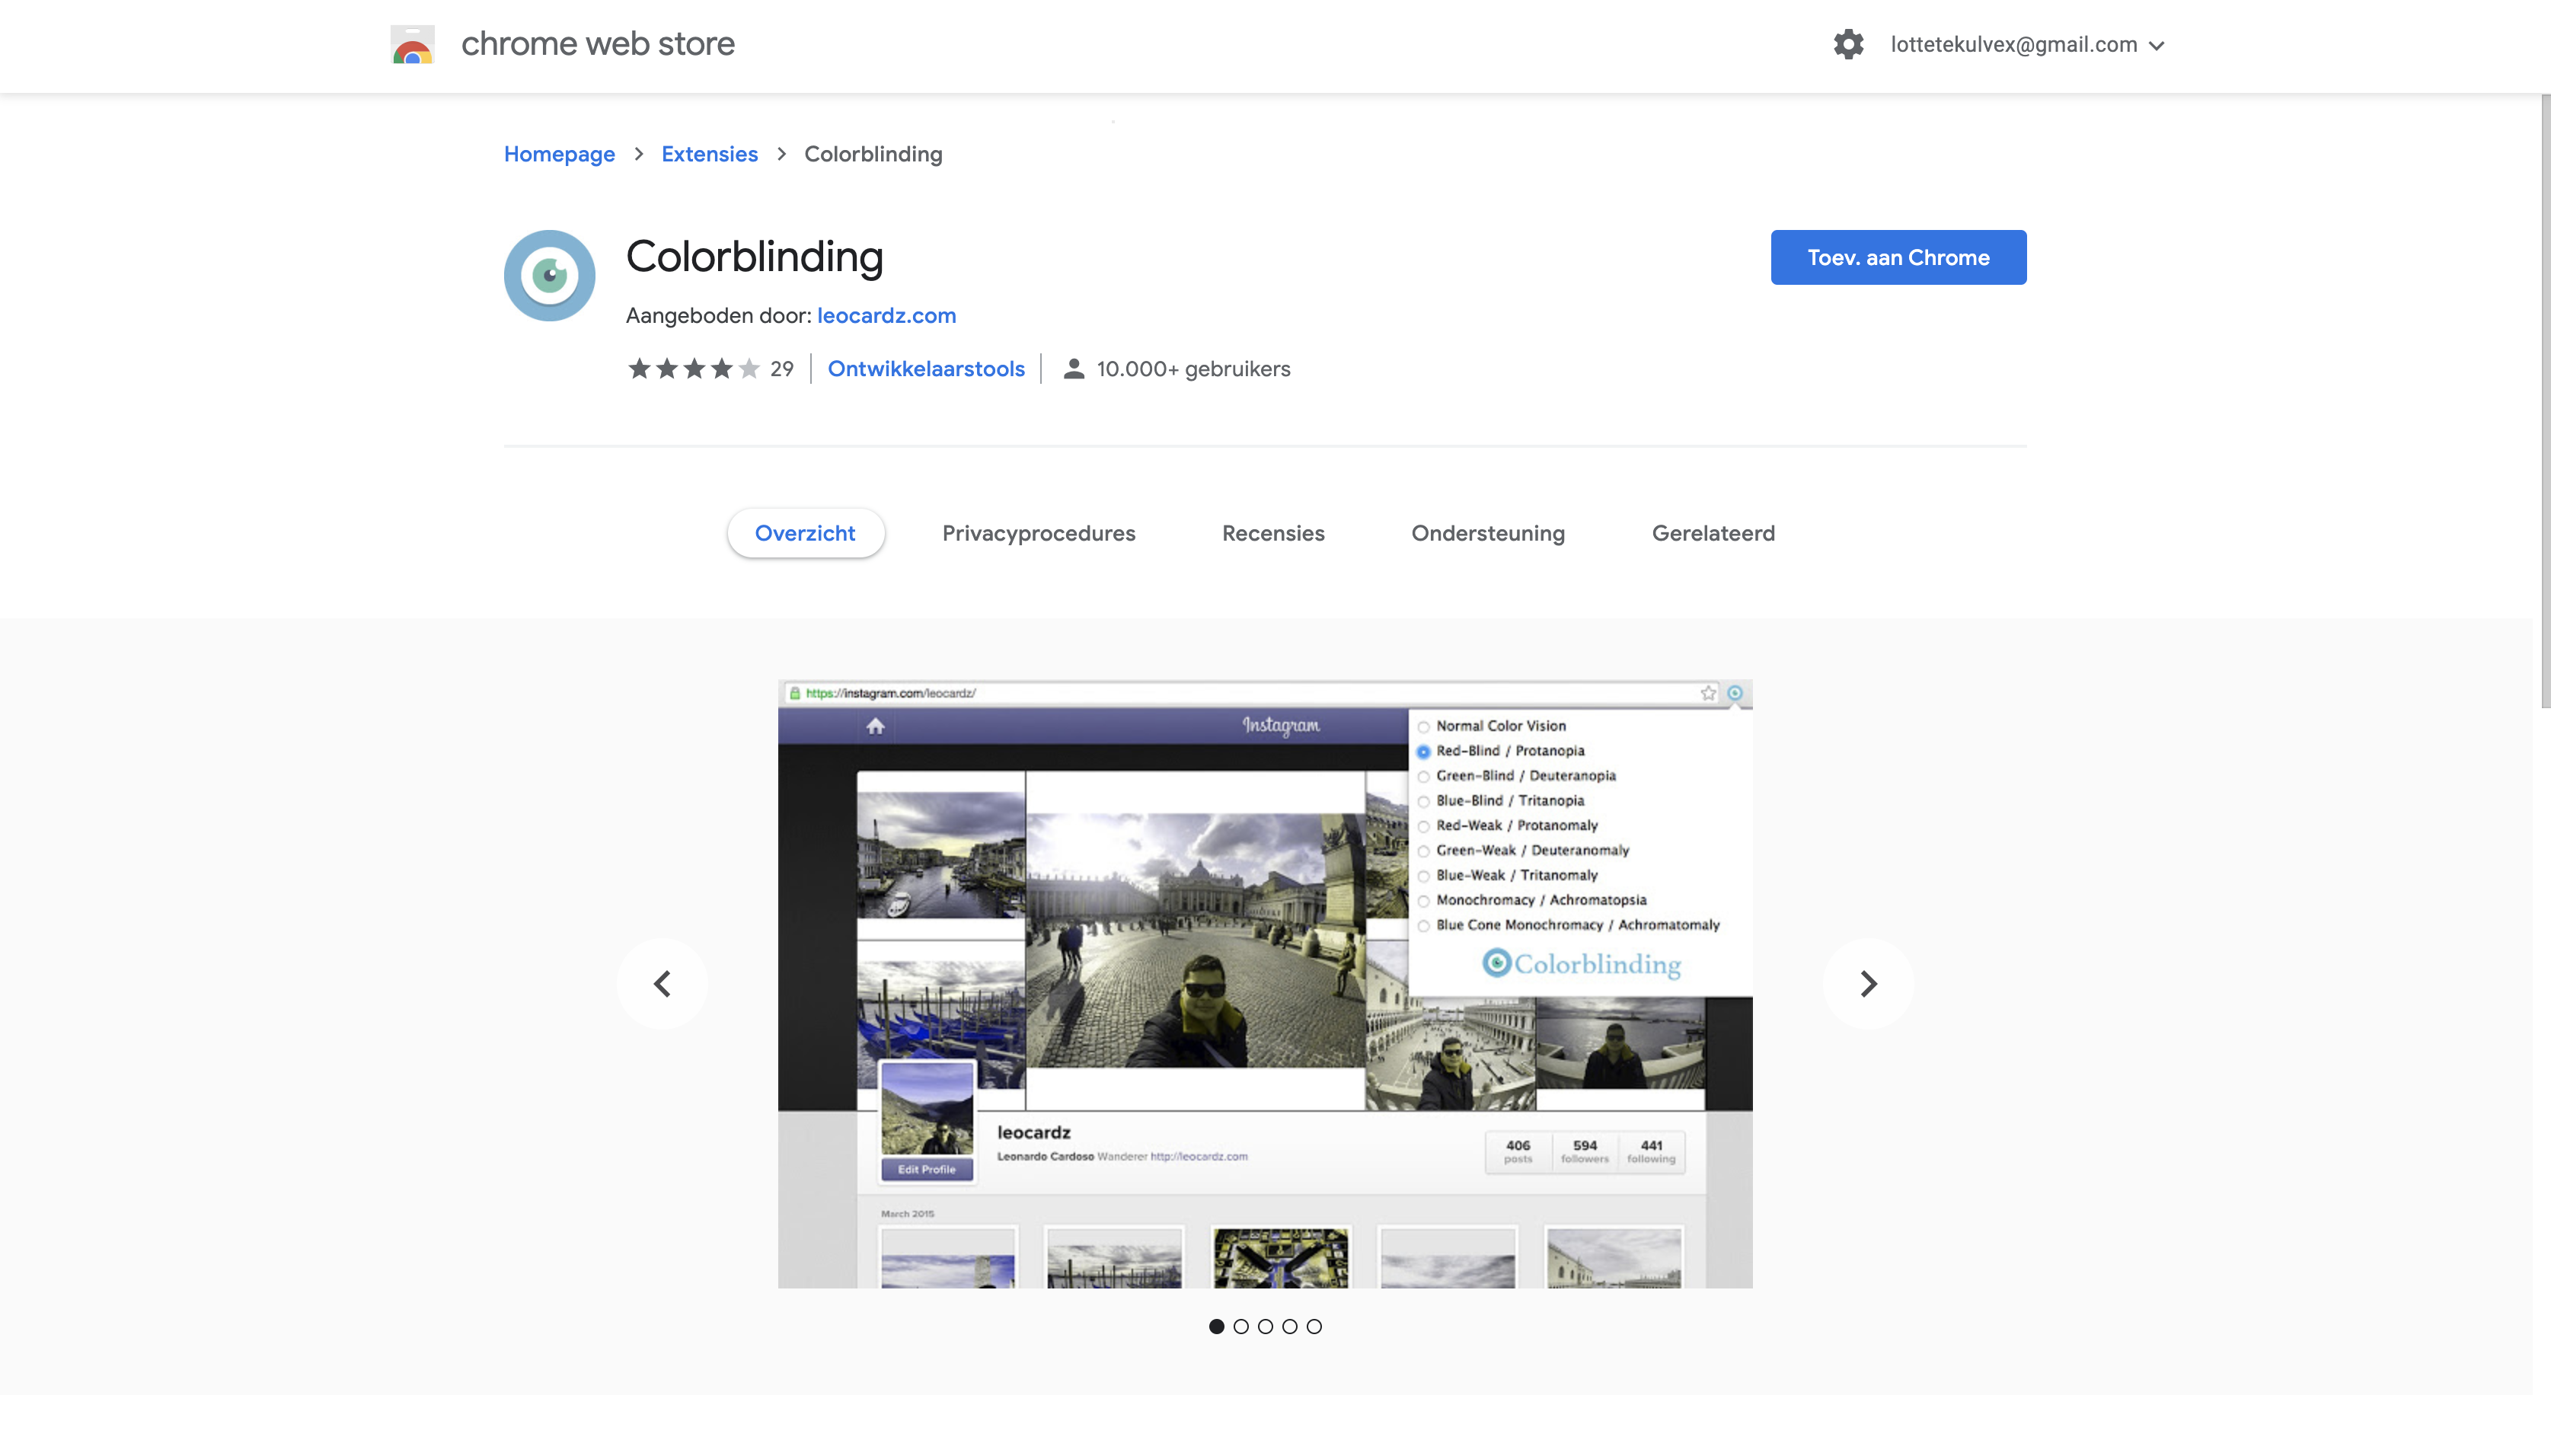 chrome web store
lottetekulvex@gmail.com
Homepage > Extensies > Colorblinding
Colorblinding
Toev. aan Chrome
Aangeboden door: leocardz.com
29 | Ontwikkelaarstools | 10.000+ gebruikers
Overzicht Privacyprocedures Recensies Ondersteuning Gerelateerd
https://instagram.com/leocardz/
Instagram
Normal Color Vision
Red-Blind / Protanopia
Green-Blind / Deuteranopia
Blue-Blind / Tritanopia
Red-Weak / Protanomaly
Green-Weak / Deuteranomaly
Blue-Weak / Tritanomaly
Monochromacy / Achromatopsia
Blue Cone Monochromacy / Achromatomaly
Colorblinding
leocardz
Leonardo Cardoso Wanderer http://leocardz.com
406 posts
594 followers
441 following
Edit Profile
March 2015